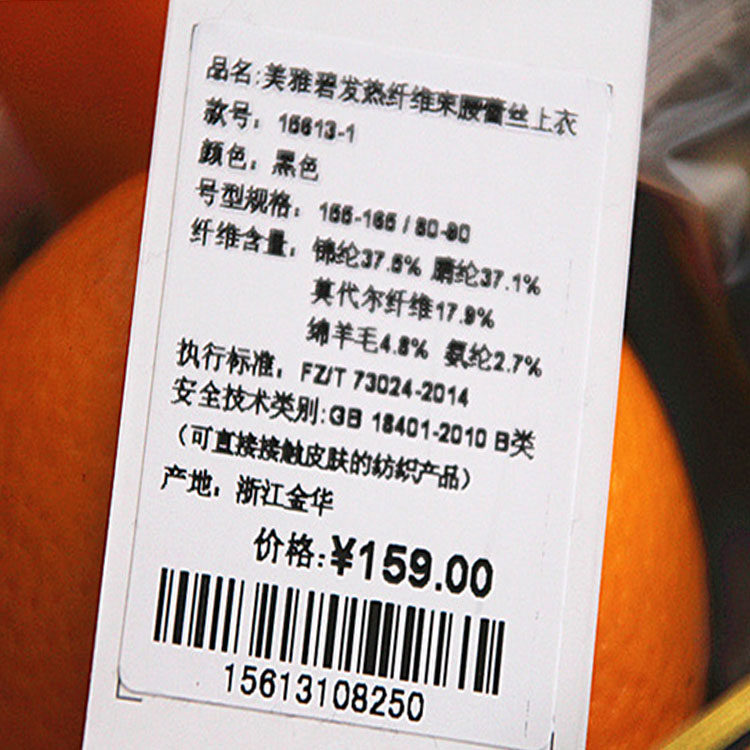 品名:美雅碧发热纤维束腰蕾丝上衣
款号: 15613-1
颜色: 黑色
号型规格: 155-165 / 80-90
纤维含量: 锦纶37.5% 腈纶37.1%
莫代尔纤维17.9%
绵羊毛4.8% 氨纶2.7%
执行标准: FZ/T 73024-2014
安全技术类别:GB 18401-2010 B类
(可直接接触皮肤的纺织产品)
产地: 浙江金华
价格:¥159.00
15613108250